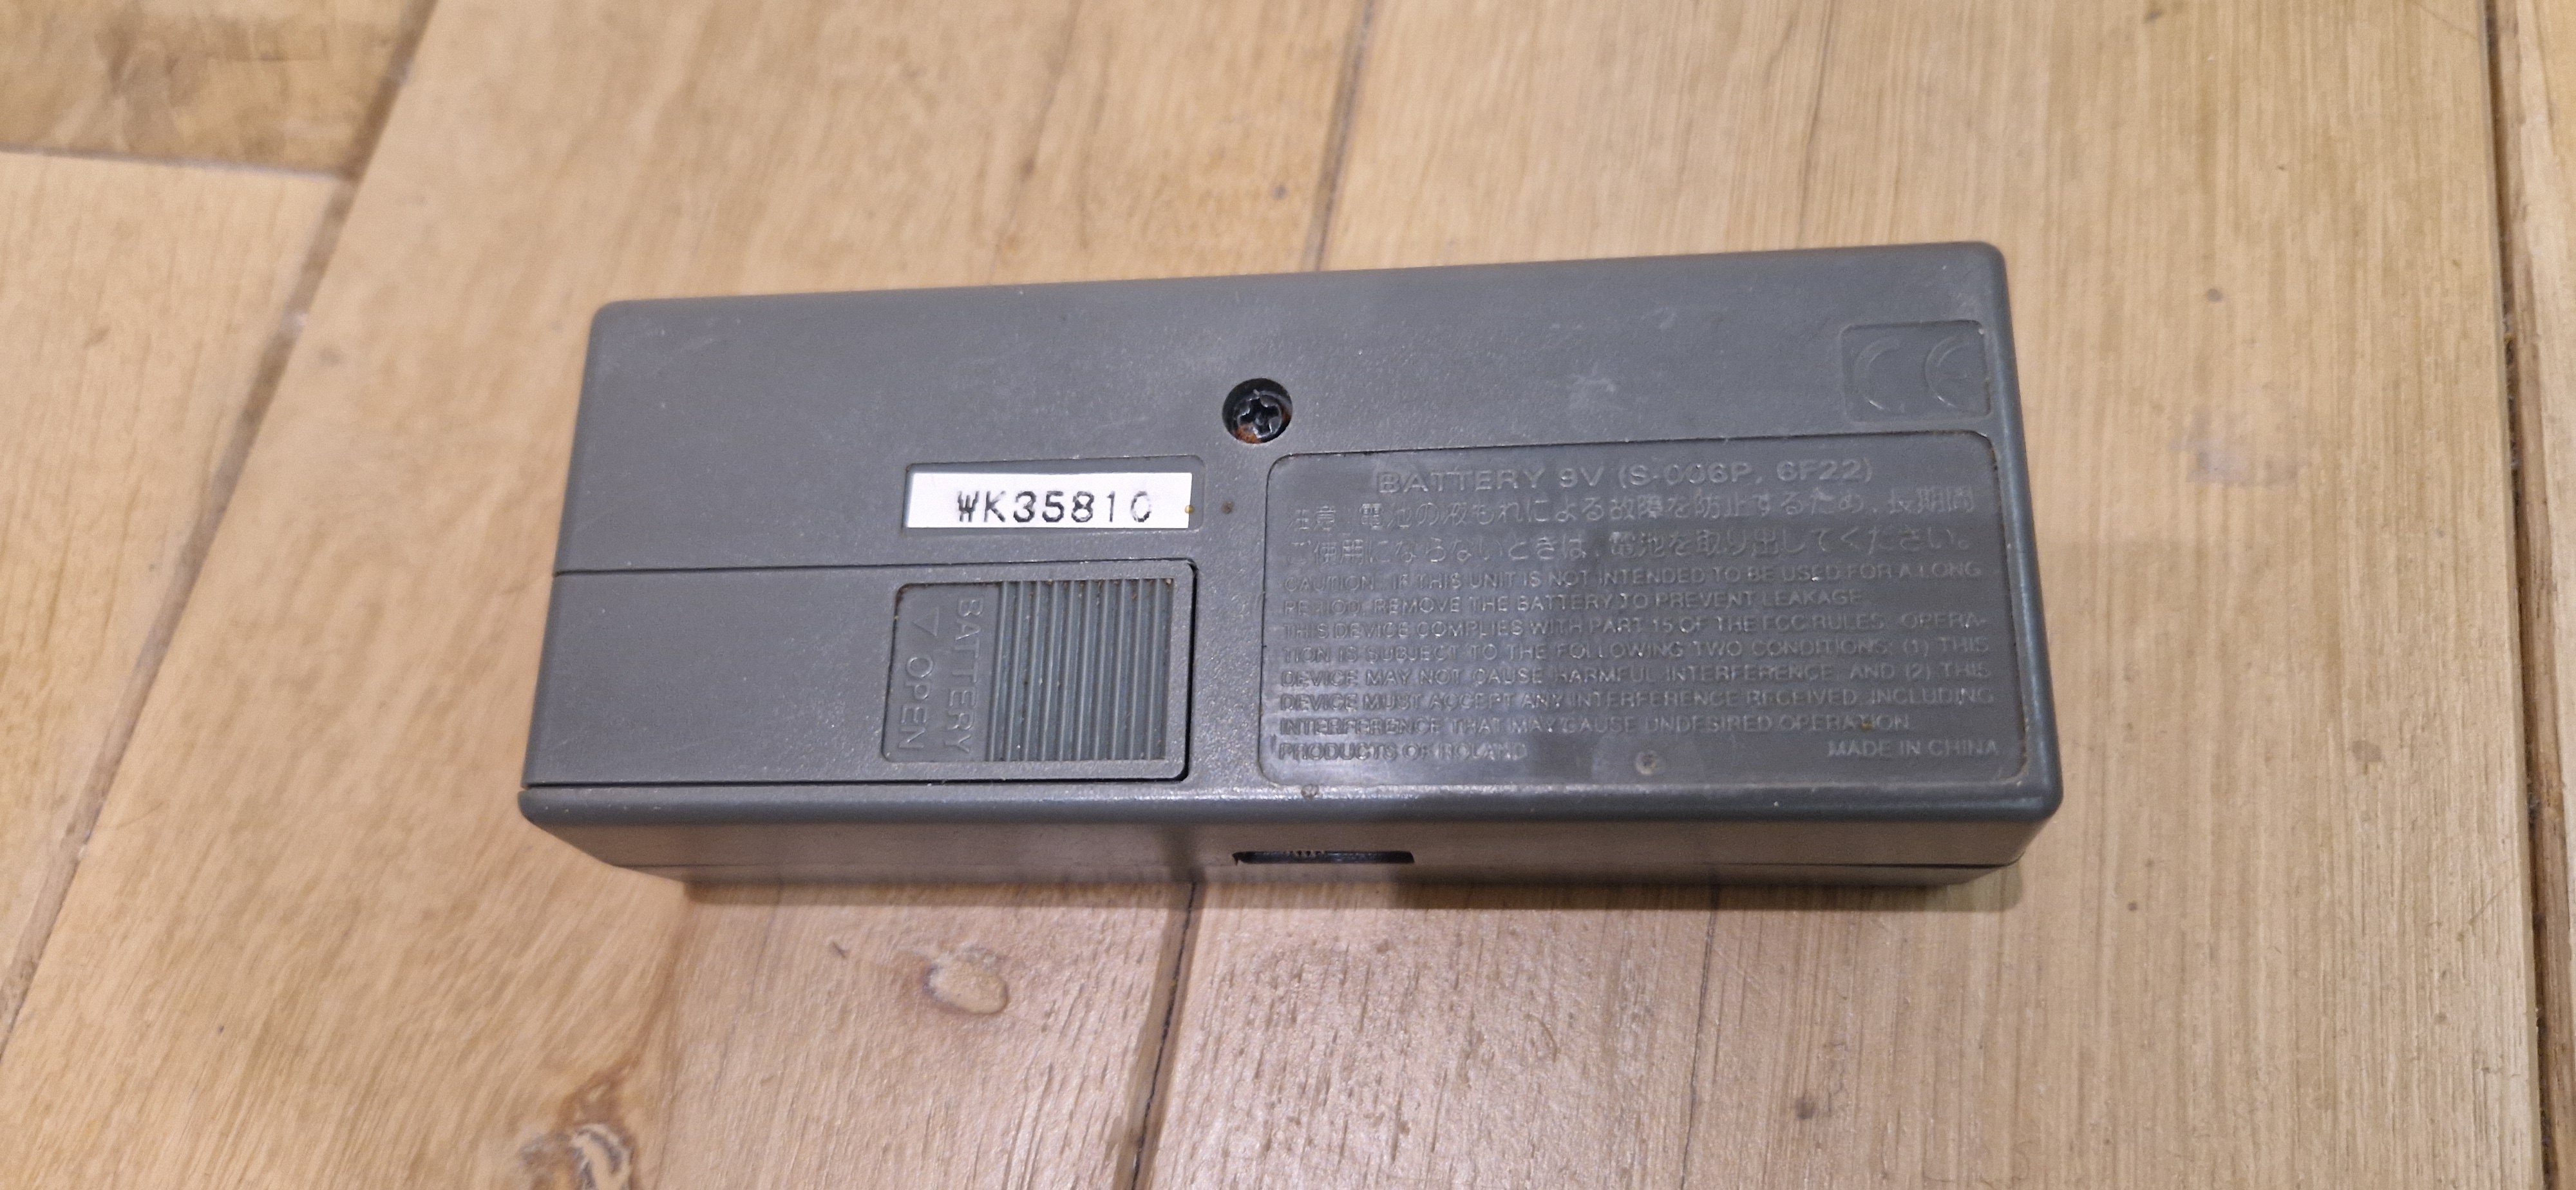 CE
WK35810
BATTERY
▽ OPEN
BATTERY 9V (S-006P, 6F22)
注意 電池の液もれによる故障を防止するため、長期間
ご使用にならないときは、電池を取り出してください。
CAUTION: IF THIS UNIT IS NOT INTENDED TO BE USED FOR A LONG
PERIOD, REMOVE THE BATTERY TO PREVENT LEAKAGE.
THIS DEVICE COMPLIES WITH PART 15 OF THE FCC RULES. OPERA-
TION IS SUBJECT TO THE FOLLOWING TWO CONDITIONS: (1) THIS
DEVICE MAY NOT CAUSE HARMFUL INTERFERENCE, AND (2) THIS
DEVICE MUST ACCEPT ANY INTERFERENCE RECEIVED, INCLUDING
INTERFERENCE THAT MAY CAUSE UNDESIRED OPERATION.
PRODUCTS OF ROLAND
MADE IN CHINA